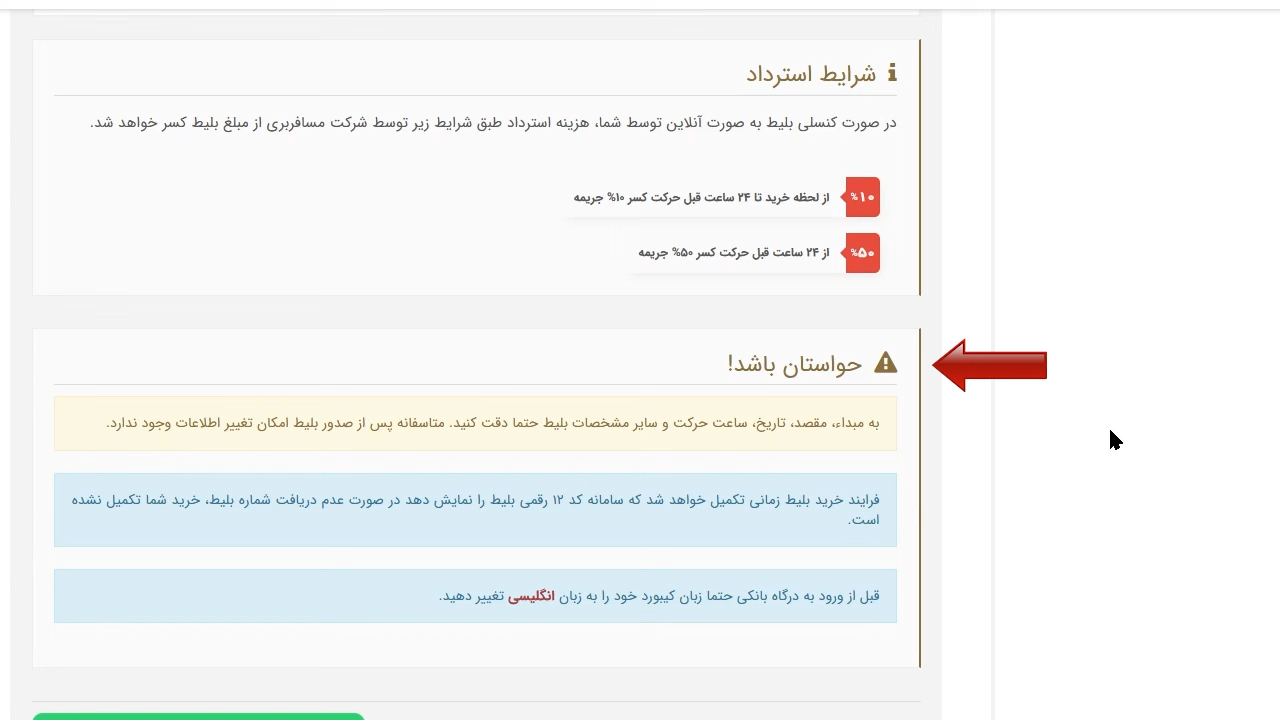 شرایط استرداد
در صورت کنسلی بلیط به صورت آنلاین توسط شما، هزینه استرداد طبق شرایط زیر توسط شرکت مسافربری از مبلغ بلیط کسر خواهد شد.
%۱۰ از لحظه خرید تا ۲۴ ساعت قبل حرکت کسر ۱۰% جریمه
%۵۰ از ۲۴ ساعت قبل حرکت کسر ۵۰% جریمه
حواستان باشد!
به مبداء، مقصد، تاریخ، ساعت حرکت و سایر مشخصات بلیط حتما دقت کنید. متاسفانه پس از صدور بلیط امکان تغییر اطلاعات وجود ندارد.
فرایند خرید بلیط زمانی تکمیل خواهد شد که سامانه کد ۱۲ رقمی بلیط را نمایش دهد در صورت عدم دریافت شماره بلیط، خرید شما تکمیل نشده
است.
قبل از ورود به درگاه بانکی حتما زبان کیبورد خود را به زبان انگلیسی تغییر دهید.